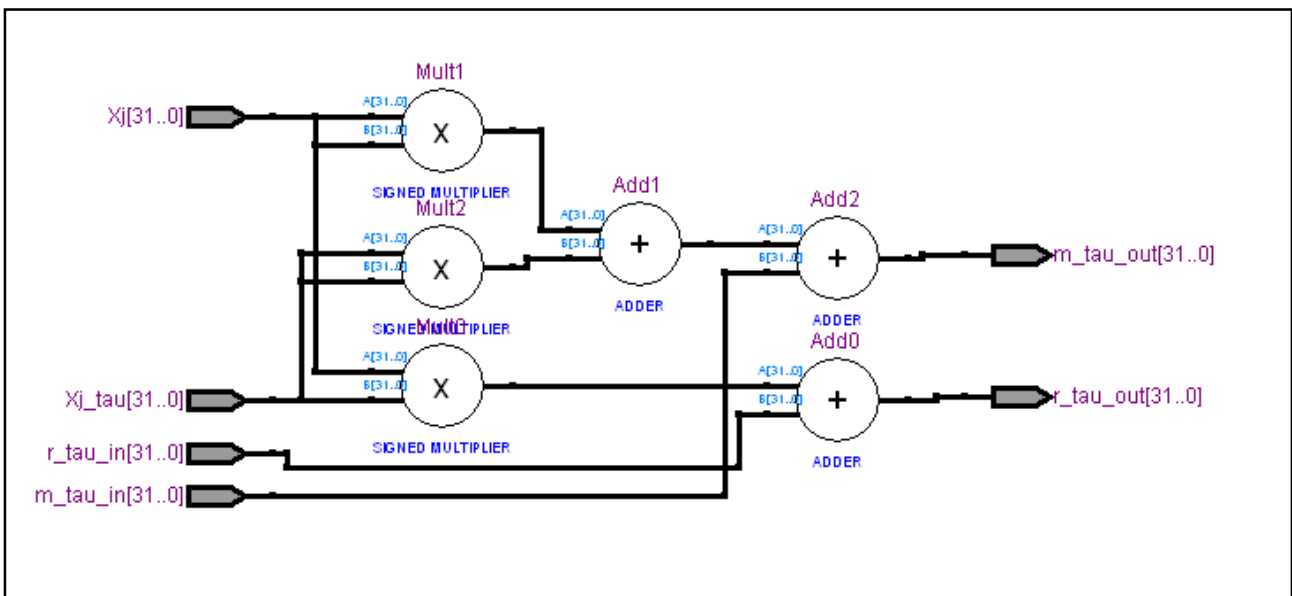 Mult1
Xj[31..0]
A[31..0]
B[31..0]
X
SIGNED MULTIPLIER
Mult2
A[31..0]
B[31..0]
X
SIGNED MULTIPLIER
Add1
A[31..0]
B[31..0]
+
ADDER
Add2
A[31..0]
B[31..0]
+
ADDER
m_tau_out[31..0]
A[31..0]
B[31..0]
X
SIGNED MULTIPLIER
Add0
A[31..0]
B[31..0]
+
ADDER
r_tau_out[31..0]
Xj_tau[31..0]
r_tau_in[31..0]
m_tau_in[31..0]